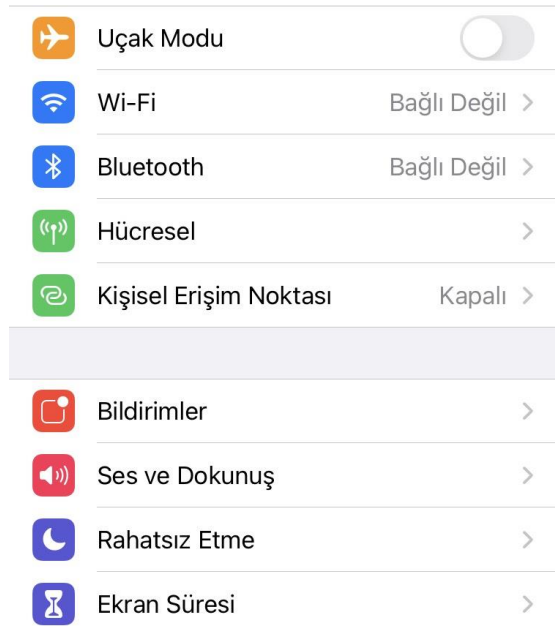 Uçak Modu
Wi-Fi Bağlı Değil
Bluetooth Bağlı Değil
Hücresel
Kişisel Erişim Noktası Kapalı
Bildirimler
Ses ve Dokunuş
Rahatsız Etme
Ekran Süresi